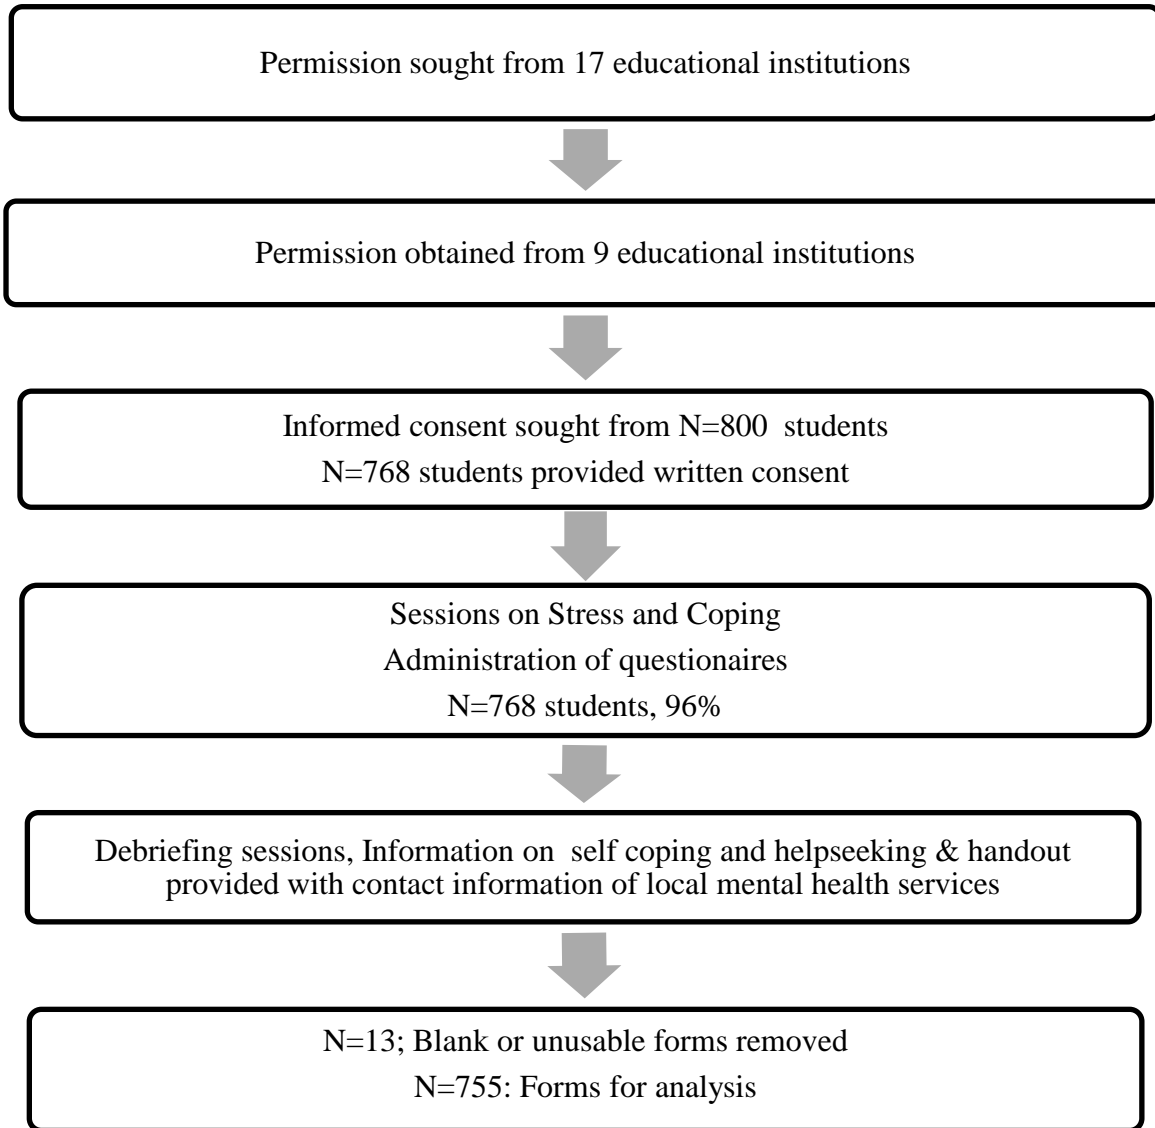 Permission sought from 17 educational institutions
Permission obtained from 9 educational institutions
Informed consent sought from N=800  students
N=768 students provided written consent
Sessions on Stress and Coping
Administration of questionaires
N=768 students, 96%
Debriefing sessions, Information on  self coping and helpseeking & handout
provided with contact information of local mental health services
N=13; Blank or unusable forms removed
N=755: Forms for analysis